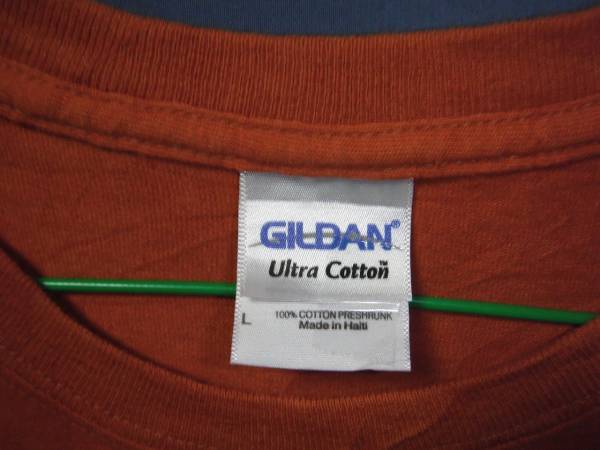 GILDAN®
Ultra Cotton™
L
100% COTTON PRESHRUNK
Made in Haiti